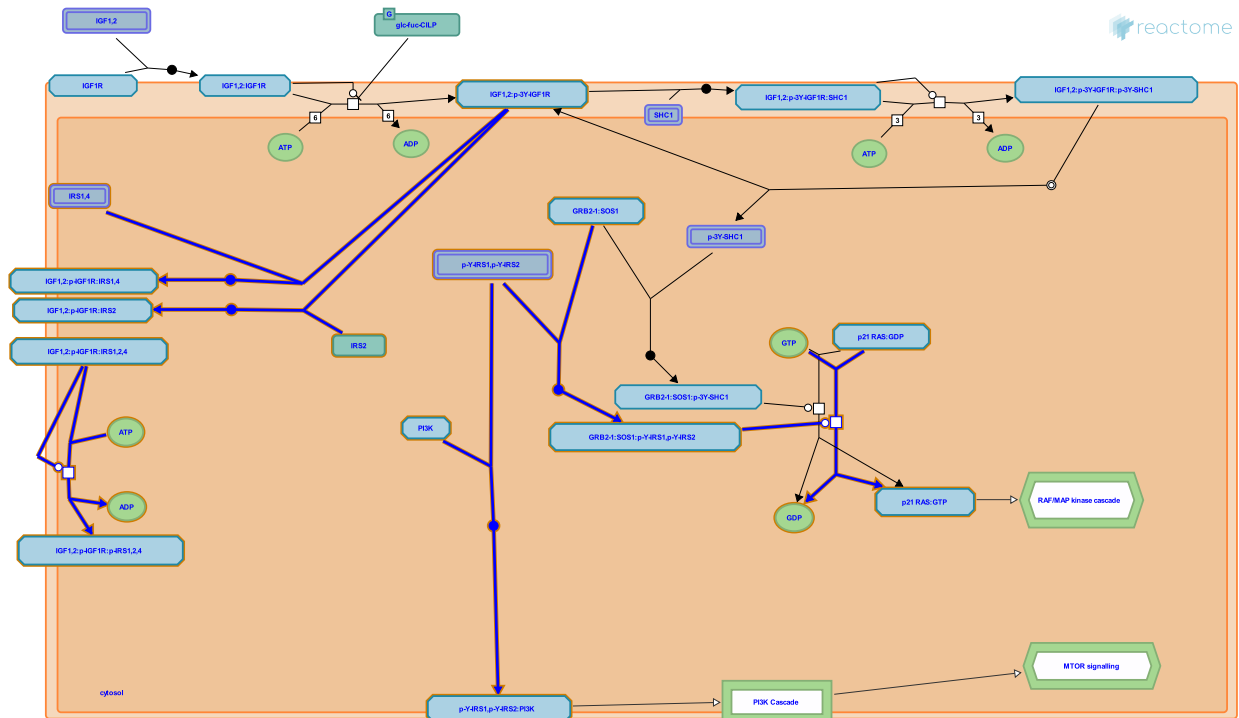 IGF1,2
G
glc-fuc-CILP
reactome
IGF1R
IGF1,2:IGF1R
IGF1,2:p-3Y-IGF1R
IGF1,2:p-3Y-IGF1R:SHC1
IGF1,2:p-3Y-IGF1R:p-3Y-SHC1
SHC1
6
6
3
3
ATP
ADP
ATP
ADP
IRS1,4
GRB2-1:SOS1
p-3Y-SHC1
p-Y-IRS1,p-Y-IRS2
IGF1,2:p-IGF1R:IRS1,4
IGF1,2:p-IGF1R:IRS2
IGF1,2:p-IGF1R:IRS1,2,4
IRS2
GTP
p21 RAS:GDP
GRB2-1:SOS1:p-3Y-SHC1
PI3K
GRB2-1:SOS1:p-Y-IRS1,p-Y-IRS2
ATP
ADP
GDP
p21 RAS:GTP
RAF/MAP kinase cascade
IGF1,2:p-IGF1R:p-IRS1,2,4
MTOR signalling
cytosol
p-Y-IRS1,p-Y-IRS2:PI3K
PI3K Cascade